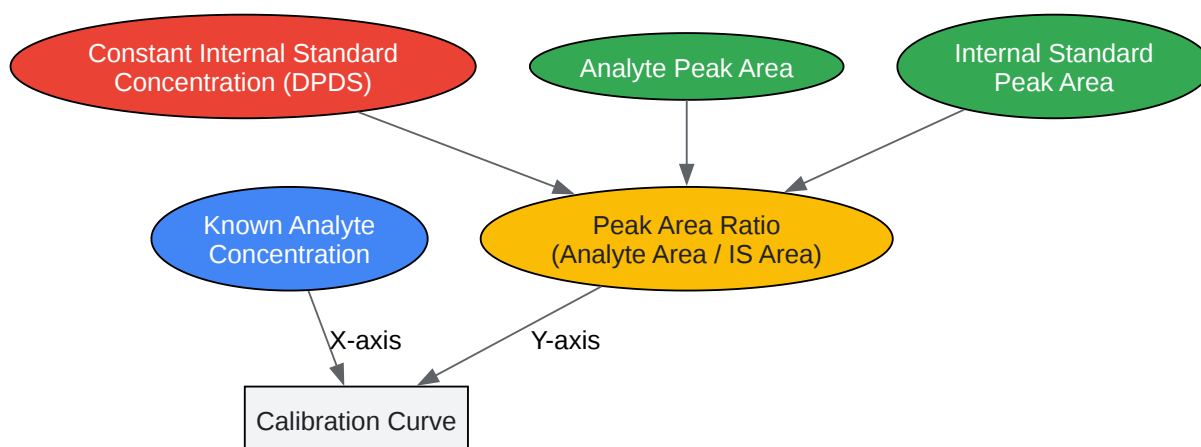 Constant Internal Standard
Concentration (DPDS)
Analyte Peak Area
Internal Standard
Peak Area
Known Analyte
Concentration
Peak Area Ratio
(Analyte Area / IS Area)
X-axis
Y-axis
Calibration Curve